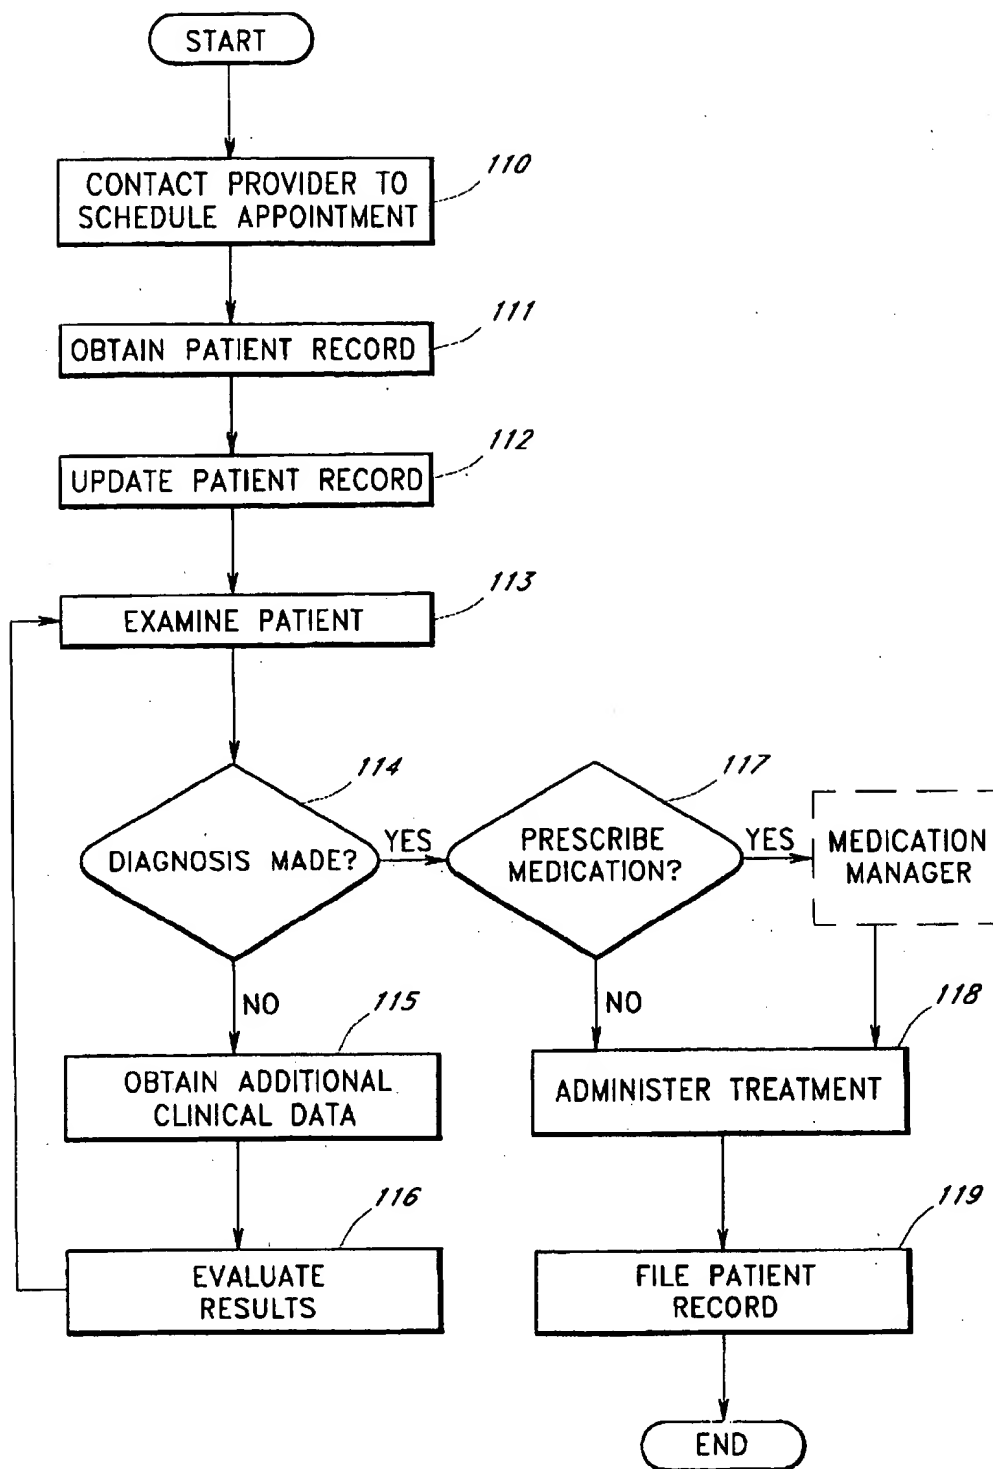 START
110
CONTACT PROVIDER TO
SCHEDULE APPOINTMENT
111
OBTAIN PATIENT RECORD
112
UPDATE PATIENT RECORD
113
EXAMINE PATIENT
114
DIAGNOSIS MADE?
YES
117
PRESCRIBE
MEDICATION?
YES
MEDICATION
MANAGER
NO
115
OBTAIN ADDITIONAL
CLINICAL DATA
NO
118
ADMINISTER TREATMENT
116
EVALUATE
RESULTS
119
FILE PATIENT
RECORD
END